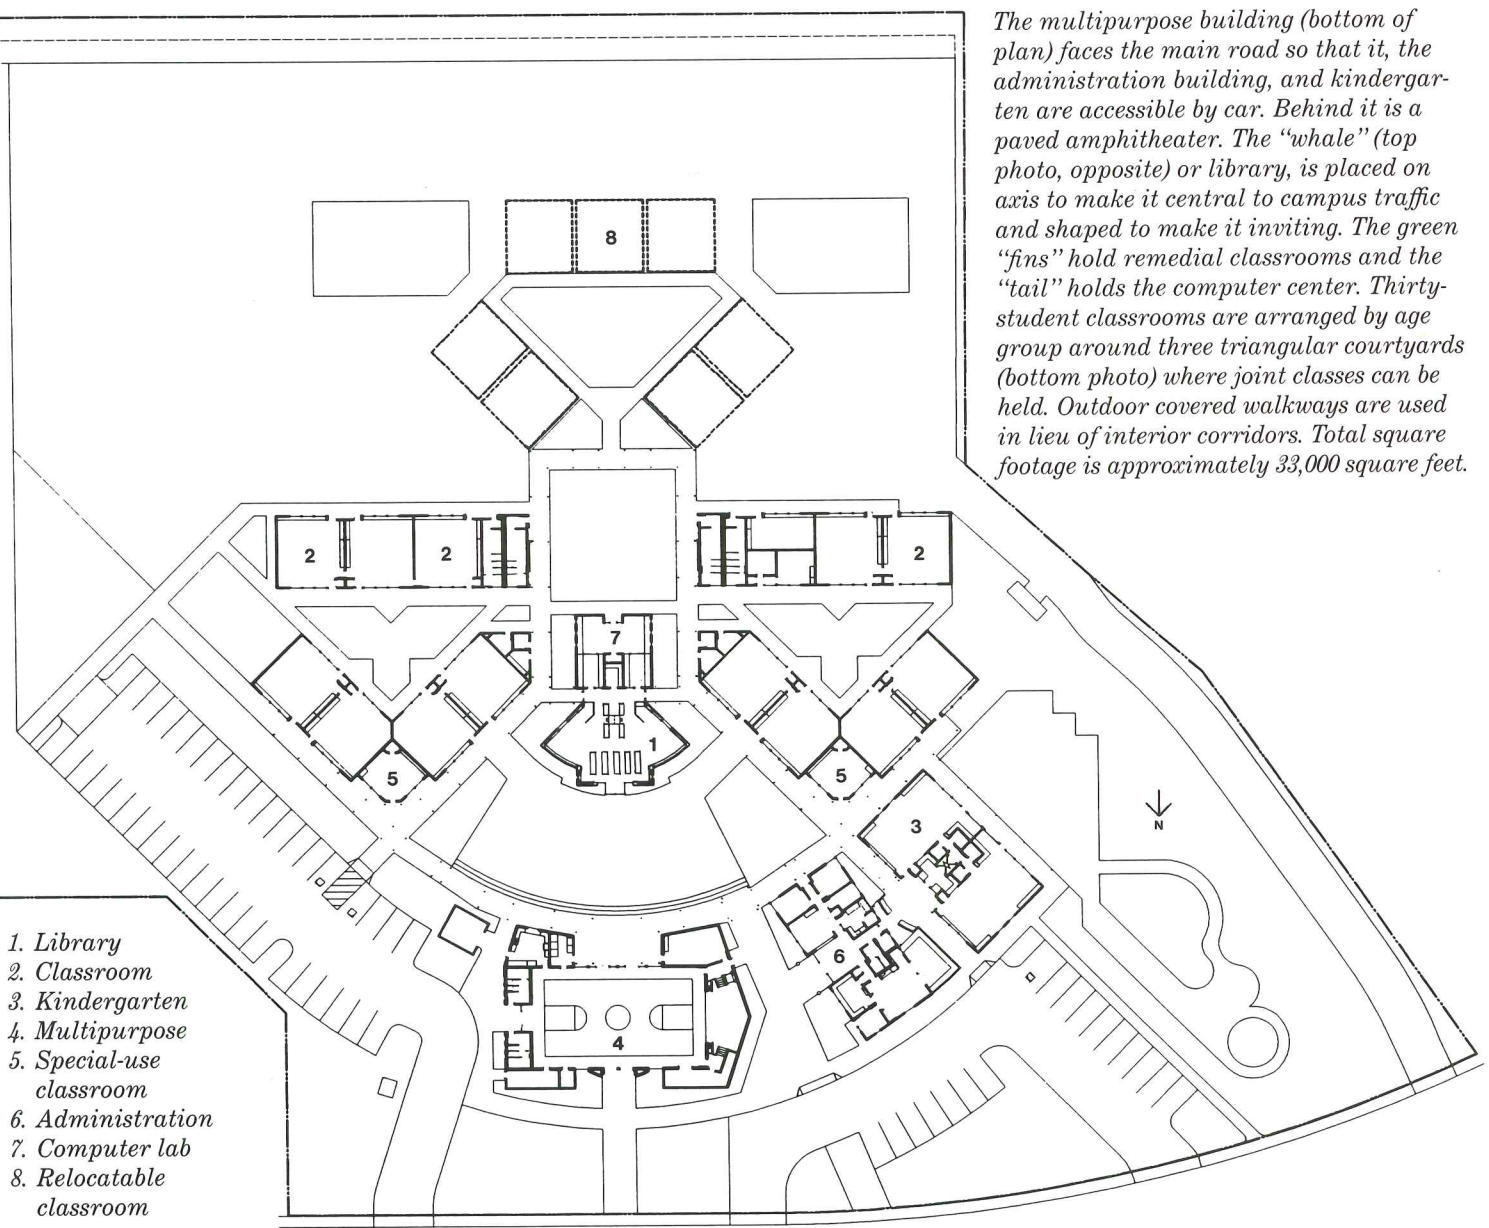 The multipurpose building (bottom of
plan) faces the main road so that it, the
administration building, and kindergar-
ten are accessible by car. Behind it is a
paved amphitheater. The “whale” (top
photo, opposite) or library, is placed on
axis to make it central to campus traffic
and shaped to make it inviting. The green
“fins” hold remedial classrooms and the
“tail” holds the computer center. Thirty-
student classrooms are arranged by age
group around three triangular courtyards
(bottom photo) where joint classes can be
held. Outdoor covered walkways are used
in lieu of interior corridors. Total square
footage is approximately 33,000 square feet.
8
2
2
2
7
1
5
5
3
N
6
4
1. Library
2. Classroom
3. Kindergarten
4. Multipurpose
5. Special-use
classroom
6. Administration
7. Computer lab
8. Relocatable
classroom